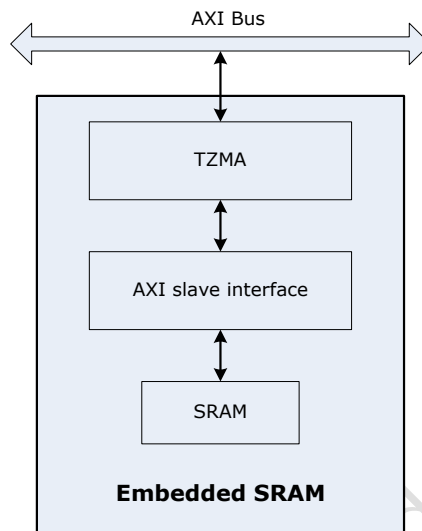 AXI Bus
TZMA
AXI slave interface
SRAM
Embedded SRAM